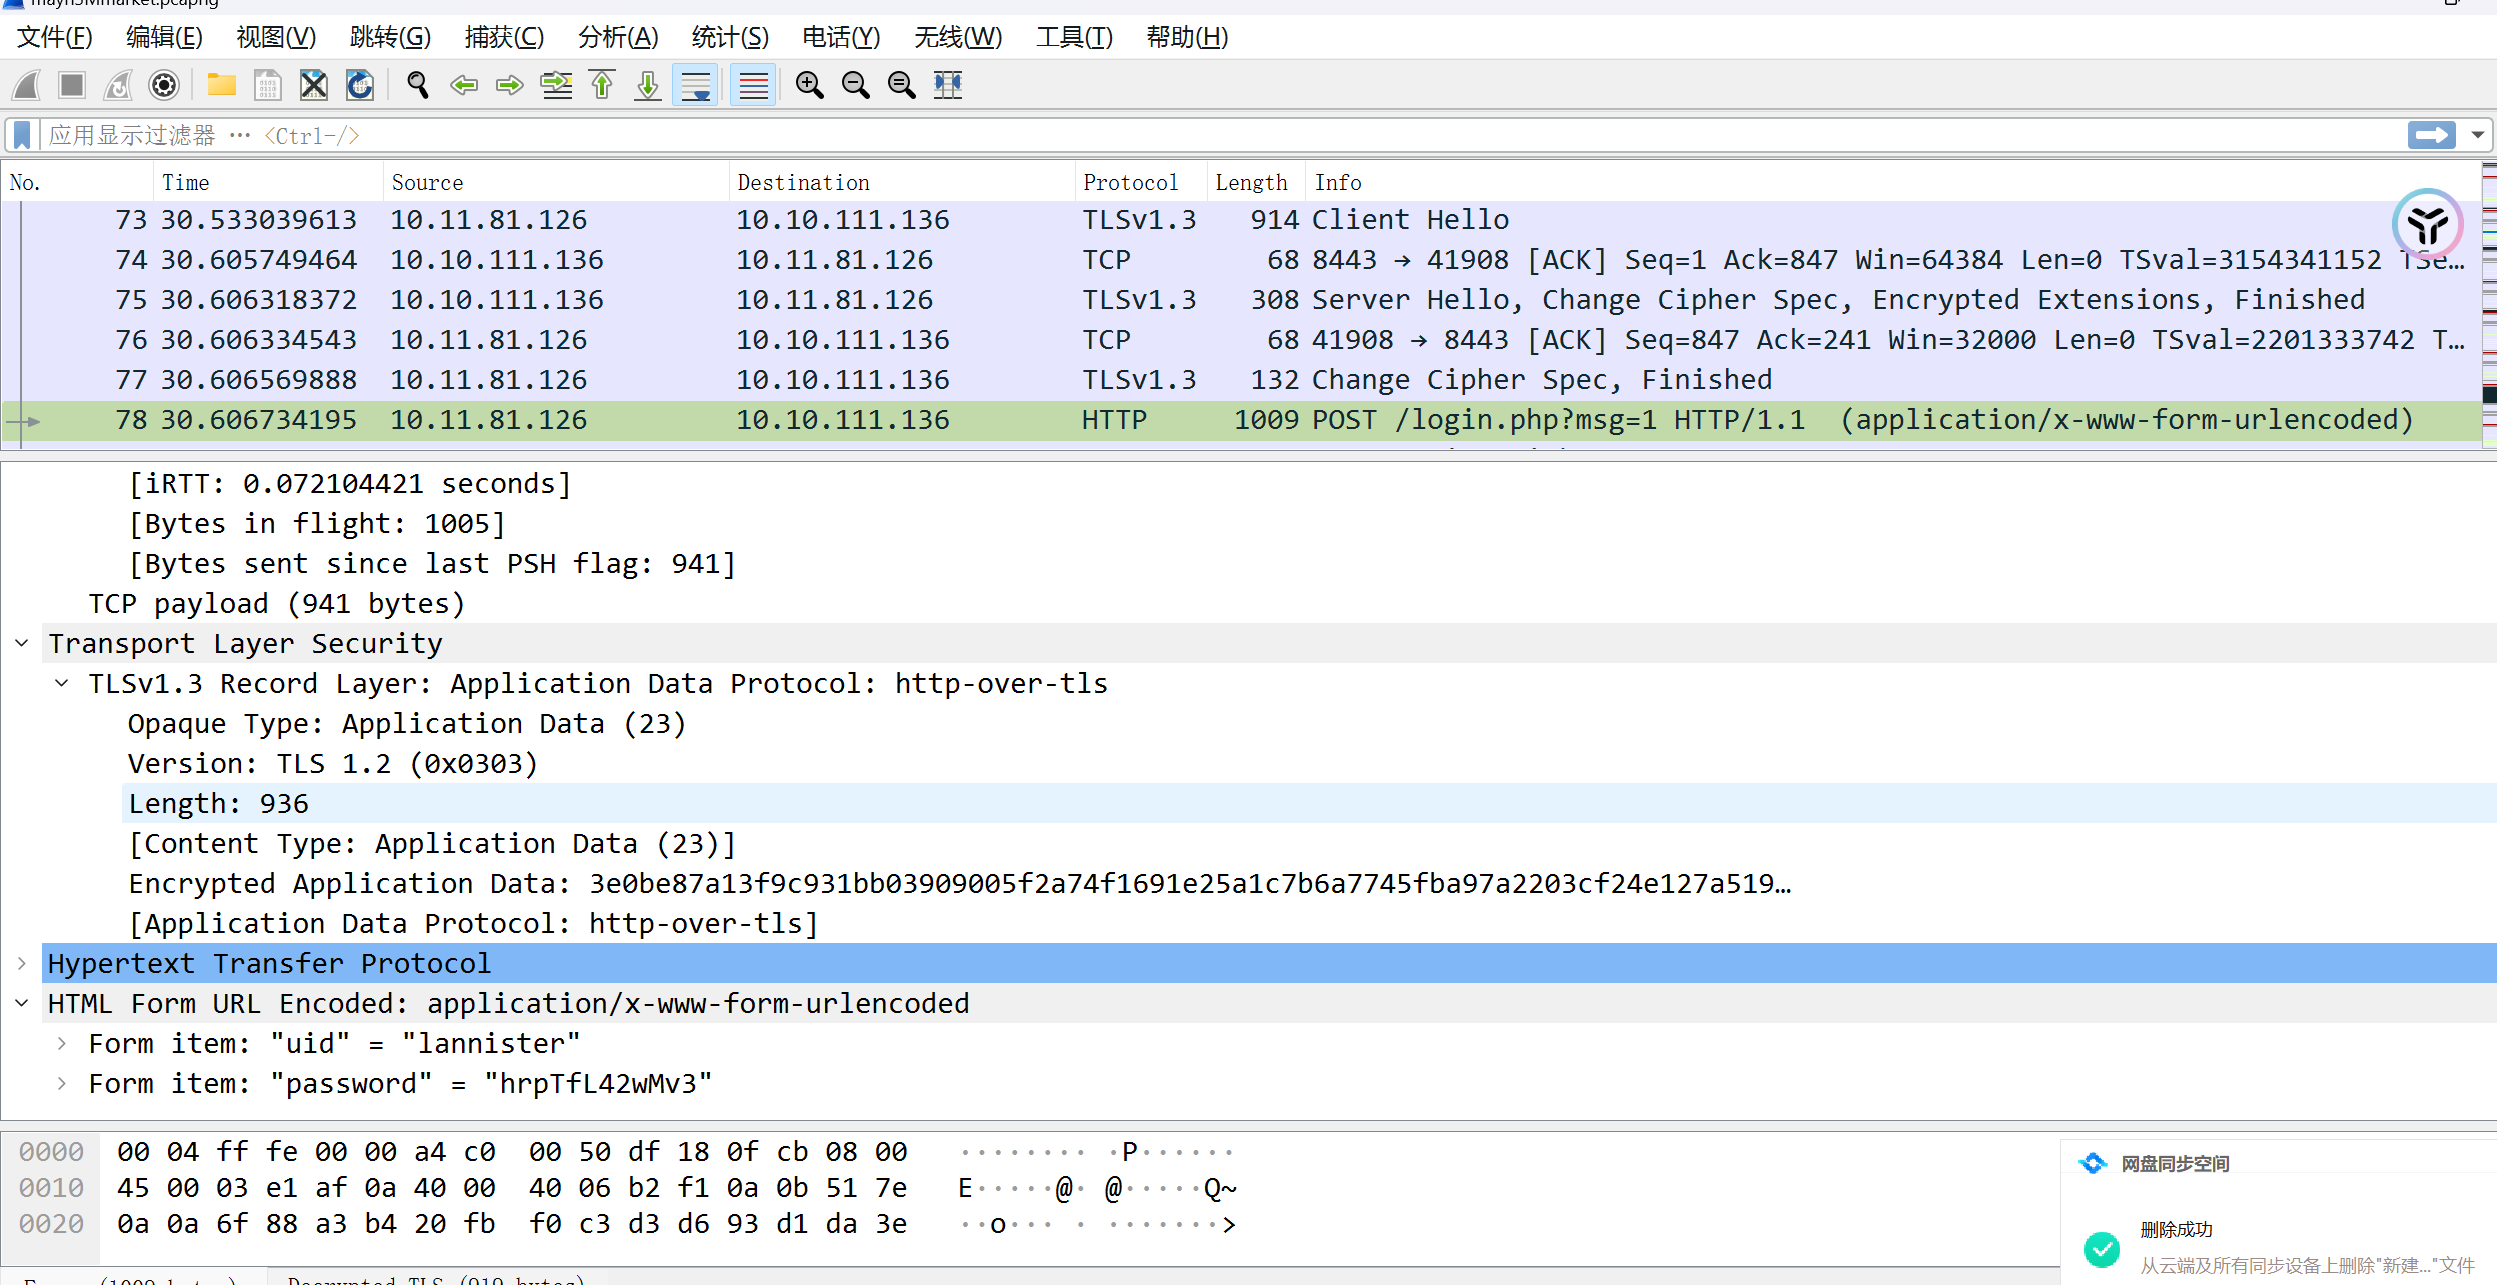 文件(F) 编辑(E) 视图(V) 跳转(G) 捕获(C) 分析(A) 统计(S) 电话(Y) 无线(W) 工具(T) 帮助(H)
应用显示过滤器 … <Ctrl-/>
No. Time Source Destination Protocol Length Info
73 30.533039613 10.11.81.126 10.10.111.136 TLSv1.3 914 Client Hello
74 30.605749464 10.10.111.136 10.11.81.126 TCP 68 8443 → 41908 [ACK] Seq=1 Ack=847 Win=64384 Len=0 TSval=3154341152 TSe…
75 30.606318372 10.10.111.136 10.11.81.126 TLSv1.3 308 Server Hello, Change Cipher Spec, Encrypted Extensions, Finished
76 30.606334543 10.11.81.126 10.10.111.136 TCP 68 41908 → 8443 [ACK] Seq=847 Ack=241 Win=32000 Len=0 TSval=2201333742 T…
77 30.606569888 10.11.81.126 10.10.111.136 TLSv1.3 132 Change Cipher Spec, Finished
78 30.606734195 10.11.81.126 10.10.111.136 HTTP 1009 POST /login.php?msg=1 HTTP/1.1 (application/x-www-form-urlencoded)
[iRTT: 0.072104421 seconds]
[Bytes in flight: 1005]
[Bytes sent since last PSH flag: 941]
TCP payload (941 bytes)
Transport Layer Security
TLSv1.3 Record Layer: Application Data Protocol: http-over-tls
Opaque Type: Application Data (23)
Version: TLS 1.2 (0x0303)
Length: 936
[Content Type: Application Data (23)]
Encrypted Application Data: 3e0be87a13f9c931bb03909005f2a74f1691e25a1c7b6a7745fba97a2203cf24e127a519…
[Application Data Protocol: http-over-tls]
Hypertext Transfer Protocol
HTML Form URL Encoded: application/x-www-form-urlencoded
Form item: "uid" = "lannister"
Form item: "password" = "hrpTfL42wMv3"
0000 00 04 ff fe 00 00 a4 c0 00 50 df 18 0f cb 08 00 ········ ·P······
0010 45 00 03 e1 af 0a 40 00 40 06 b2 f1 0a 0b 51 7e E·····@· @·····Q~
0020 0a 0a 6f 88 a3 b4 20 fb f0 c3 d3 d6 93 d1 da 3e ··o··· · ·······>
网盘同步空间
删除成功
从云端及所有同步设备上删除"新建..."文件
Decrypted TLS (919 bytes)